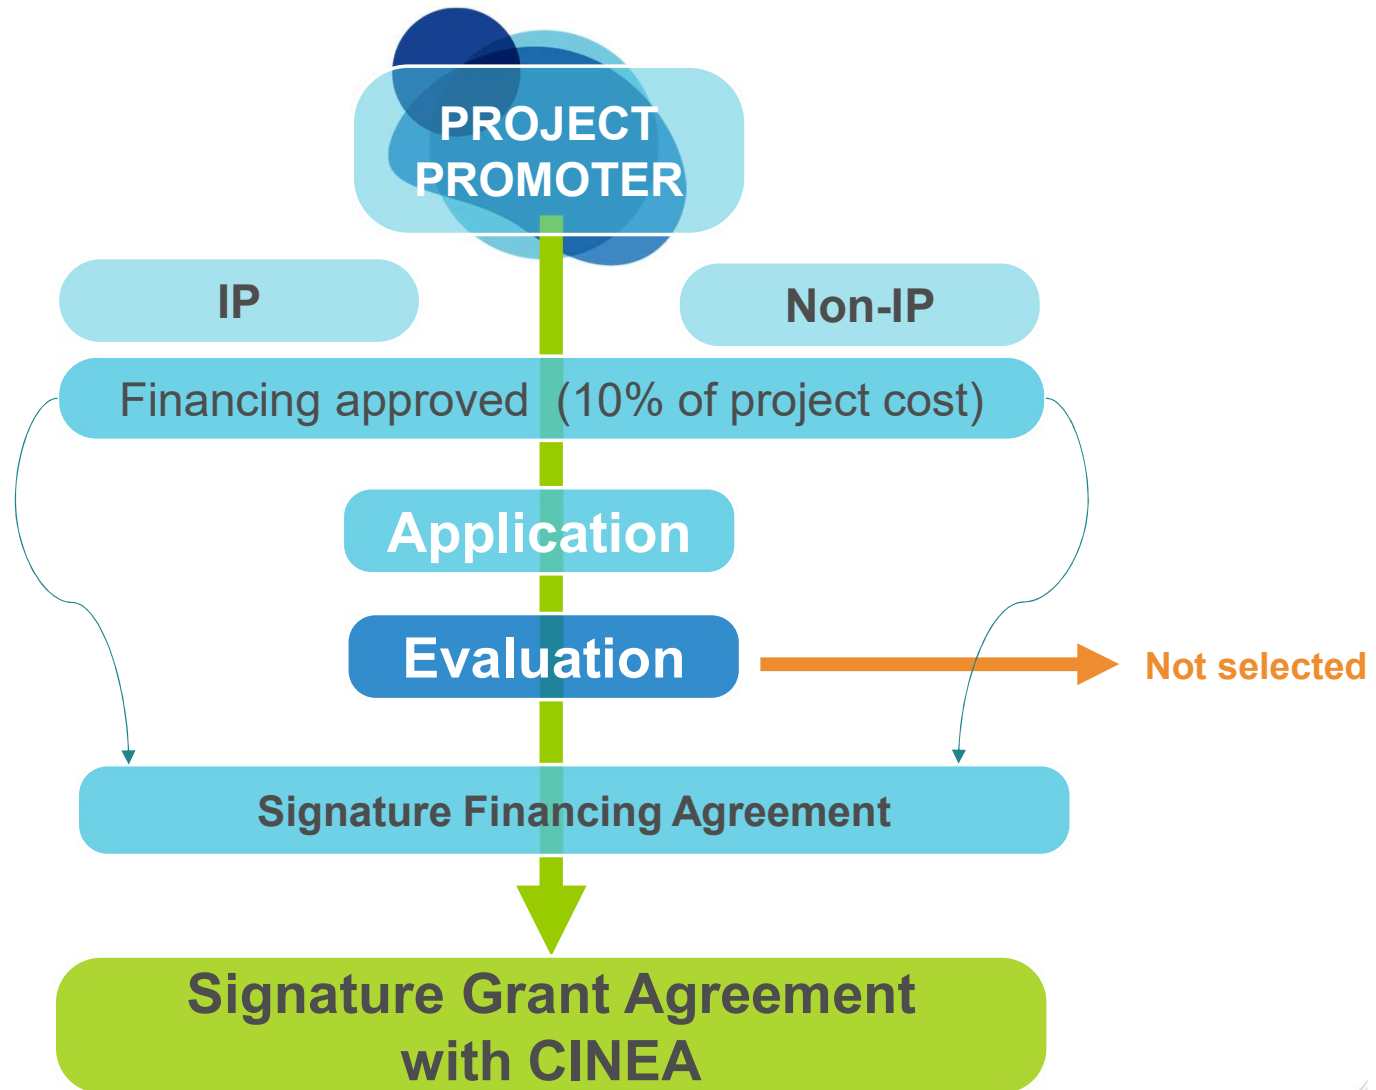 PROJECT
PROMOTER
IP
Non-IP
Financing approved (10% of project cost)
Application
Evaluation
Not selected
Signature Financing Agreement
Signature Grant Agreement
with CINEA